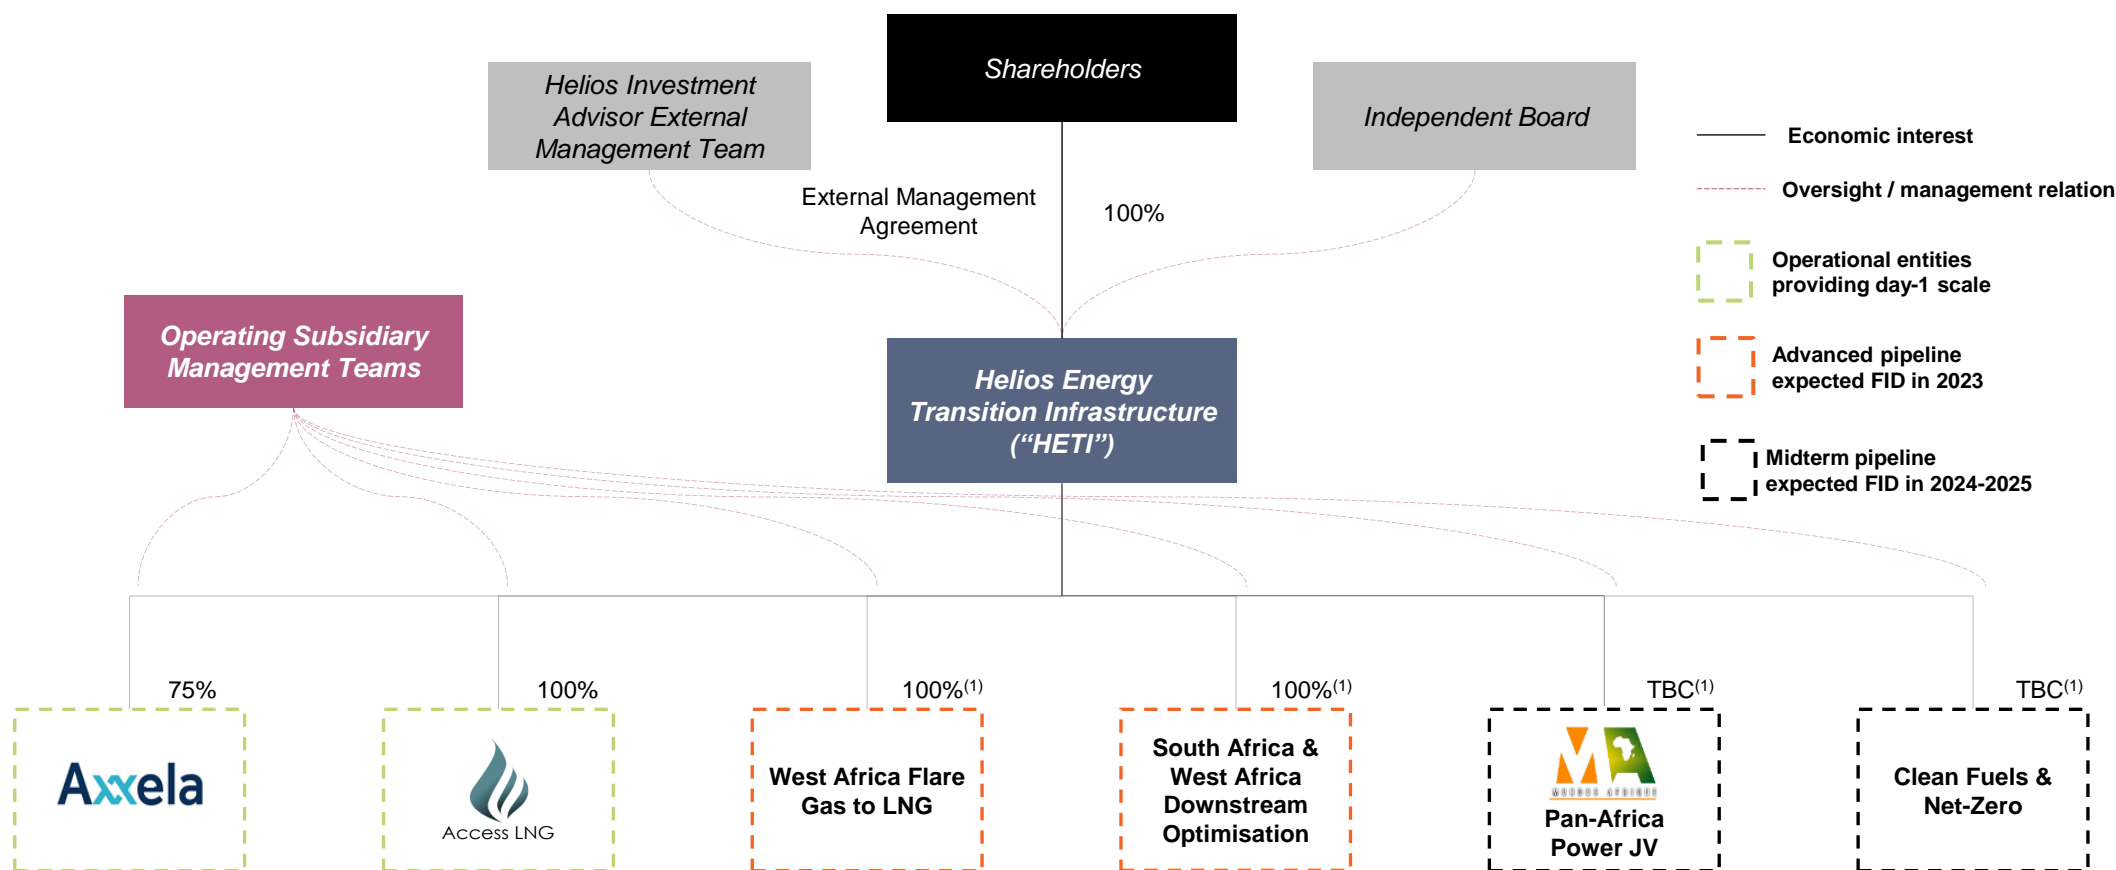 Shareholders
Helios Investment
Advisor External
Management Team
Independent Board
Economic interest
External Management
Agreement
100%
Oversight / management relation
Operational entities
providing day-1 scale
Operating Subsidiary
Management Teams
Helios Energy
Transition Infrastructure
(“HETI”)
Advanced pipeline
expected FID in 2023
Midterm pipeline
expected FID in 2024-2025
75%
100%
100%(1)
100%(1)
TBC(1)
TBC(1)
Axxela
Access LNG
West Africa Flare
Gas to LNG
South Africa &
West Africa
Downstream
Optimisation
MA
Pan-Africa
Power JV
Clean Fuels &
Net-Zero